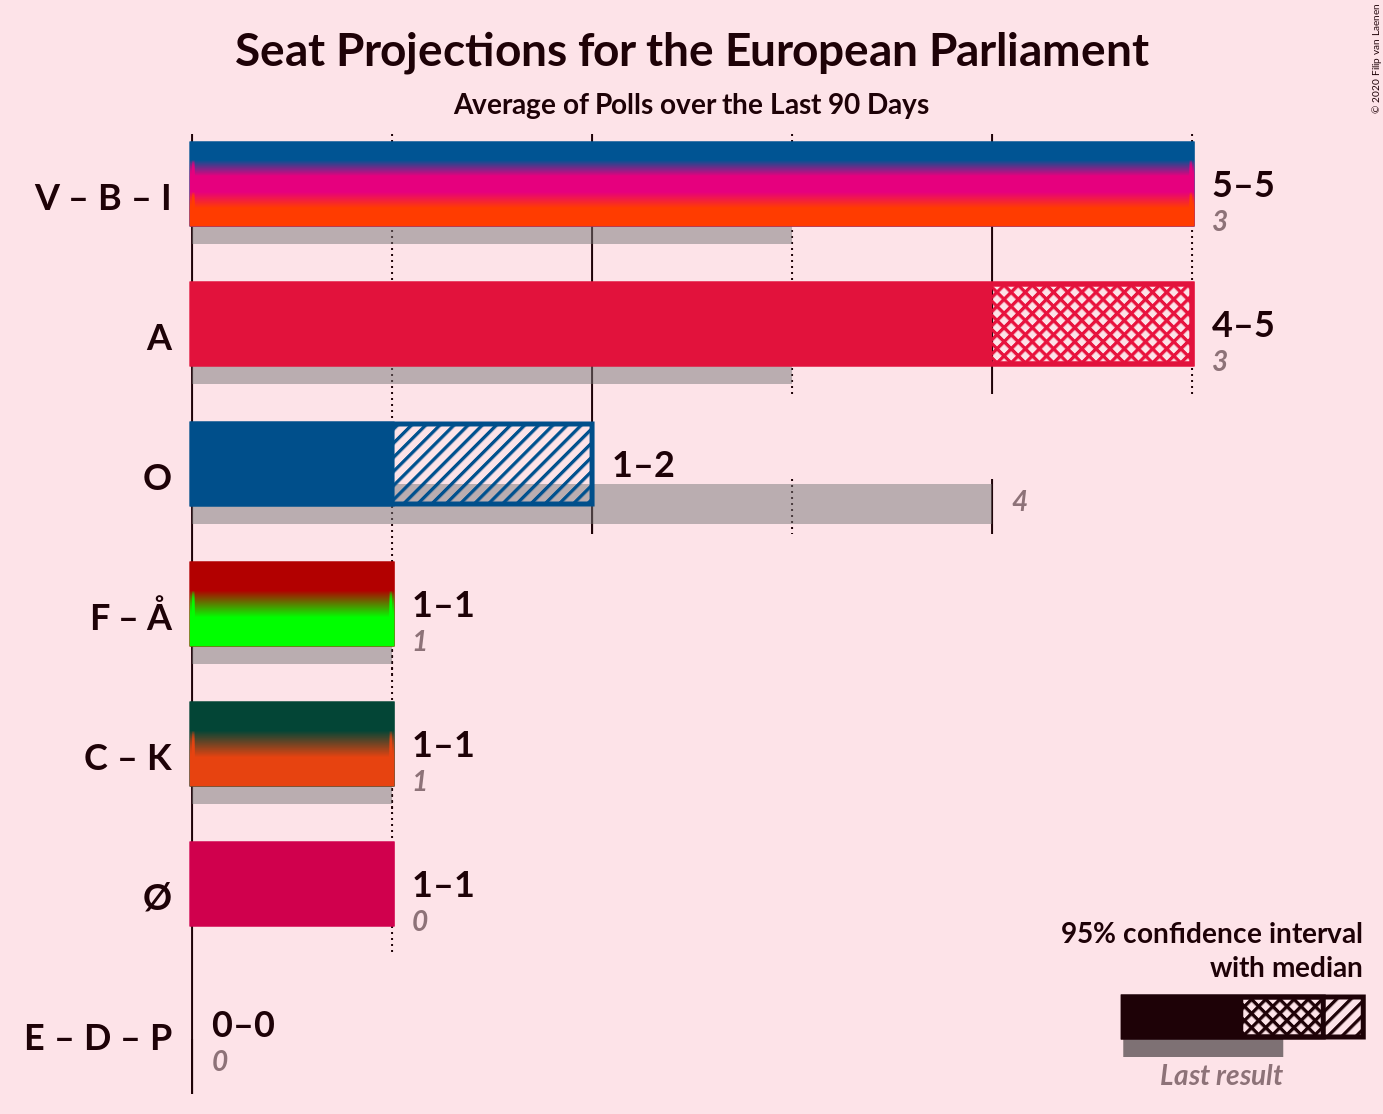 Seat Projections for the European Parliament
Average of Polls over the Last 90 Days
© 2020 Filip van Laenen
V – B – I
5–5
3
A
4–5
3
O
1–2
4
F – Å
1–1
1
C – K
1–1
1
Ø
1–1
0
E – D – P
0–0
0
95% confidence interval
with median
Last result